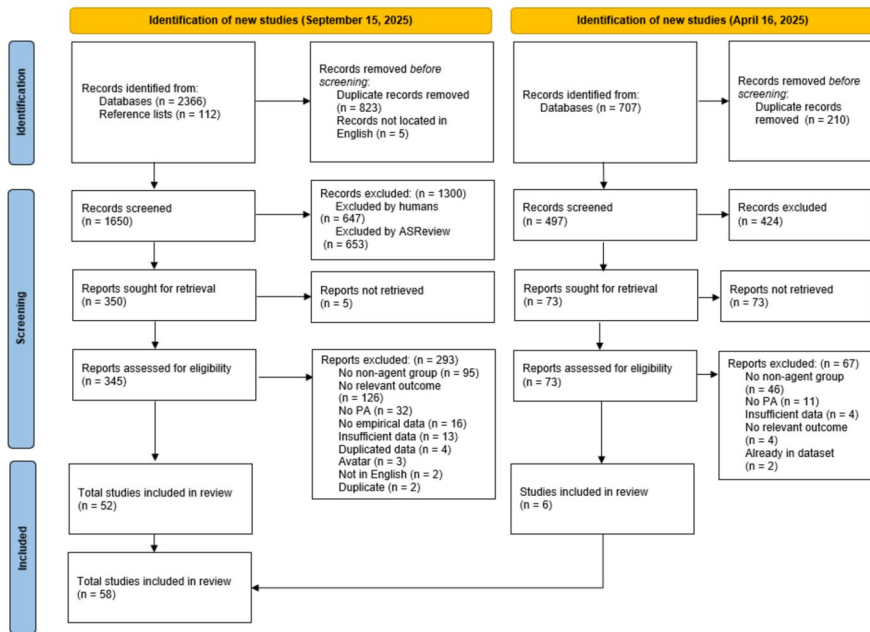 Identification of new studies (September 15, 2025)
Identification of new studies (April 16, 2025)
Identification
Records identified from:
Databases (n = 2366)
Reference lists (n = 112)
Records removed before
screening:
Duplicate records removed
(n = 823)
Records not located in
English (n = 5)
Records identified from:
Databases (n = 707)
Records removed before
screening:
Duplicate records
removed (n = 210)
Screening
Records screened
(n = 1650)
Records excluded: (n = 1300)
Excluded by humans
(n = 647)
Excluded by ASReview
(n = 653)
Records screened
(n = 497)
Records excluded
(n = 424)
Reports sought for retrieval
(n = 350)
Reports not retrieved
(n = 5)
Reports sought for retrieval
(n = 73)
Reports not retrieved
(n = 73)
Reports assessed for eligibility
(n = 345)
Reports excluded: (n = 293)
No non-agent group (n = 95)
No relevant outcome
(n = 126)
No PA (n = 32)
No empirical data (n = 16)
Insufficient data (n = 13)
Duplicated data (n = 4)
Avatar (n = 3)
Not in English (n = 2)
Duplicate (n = 2)
Reports assessed for eligibility
(n = 73)
Reports excluded: (n = 67)
No non-agent group
(n = 46)
No PA (n = 11)
Insufficient data (n = 4)
No relevant outcome
(n = 4)
Already in dataset
(n = 2)
Included
Total studies included in review
(n = 52)
Studies included in review
(n = 6)
Total studies included in review
(n = 58)